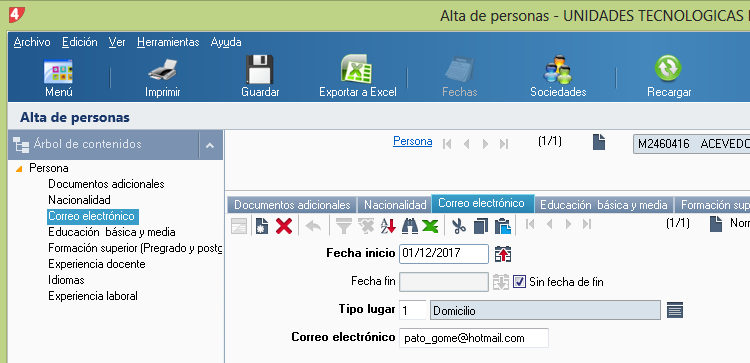 4
Alta de personas - UNIDADES TECNOLOGICAS
Archivo Edición Ver Herramientas Ayuda
Menú Imprimir Guardar Exportar a Excel Fechas Sociedades Recargar
Alta de personas
Árbol de contenidos
Persona (1/1) M2460416 ACEVEDO
Persona
Documentos adicionales
Nacionalidad
Correo electrónico
Educación básica y media
Formación superior (Pregrado y postg
Experiencia docente
Idiomas
Experiencia laboral
Documentos adicionales Nacionalidad Correo electrónico Educación básica y media Formación sup
(1/1) Norr
Fecha inicio 01/12/2017
Fecha fin Sin fecha de fin
Tipo lugar 1 Domicilio
Correo electrónico pato_gome@hotmail.com